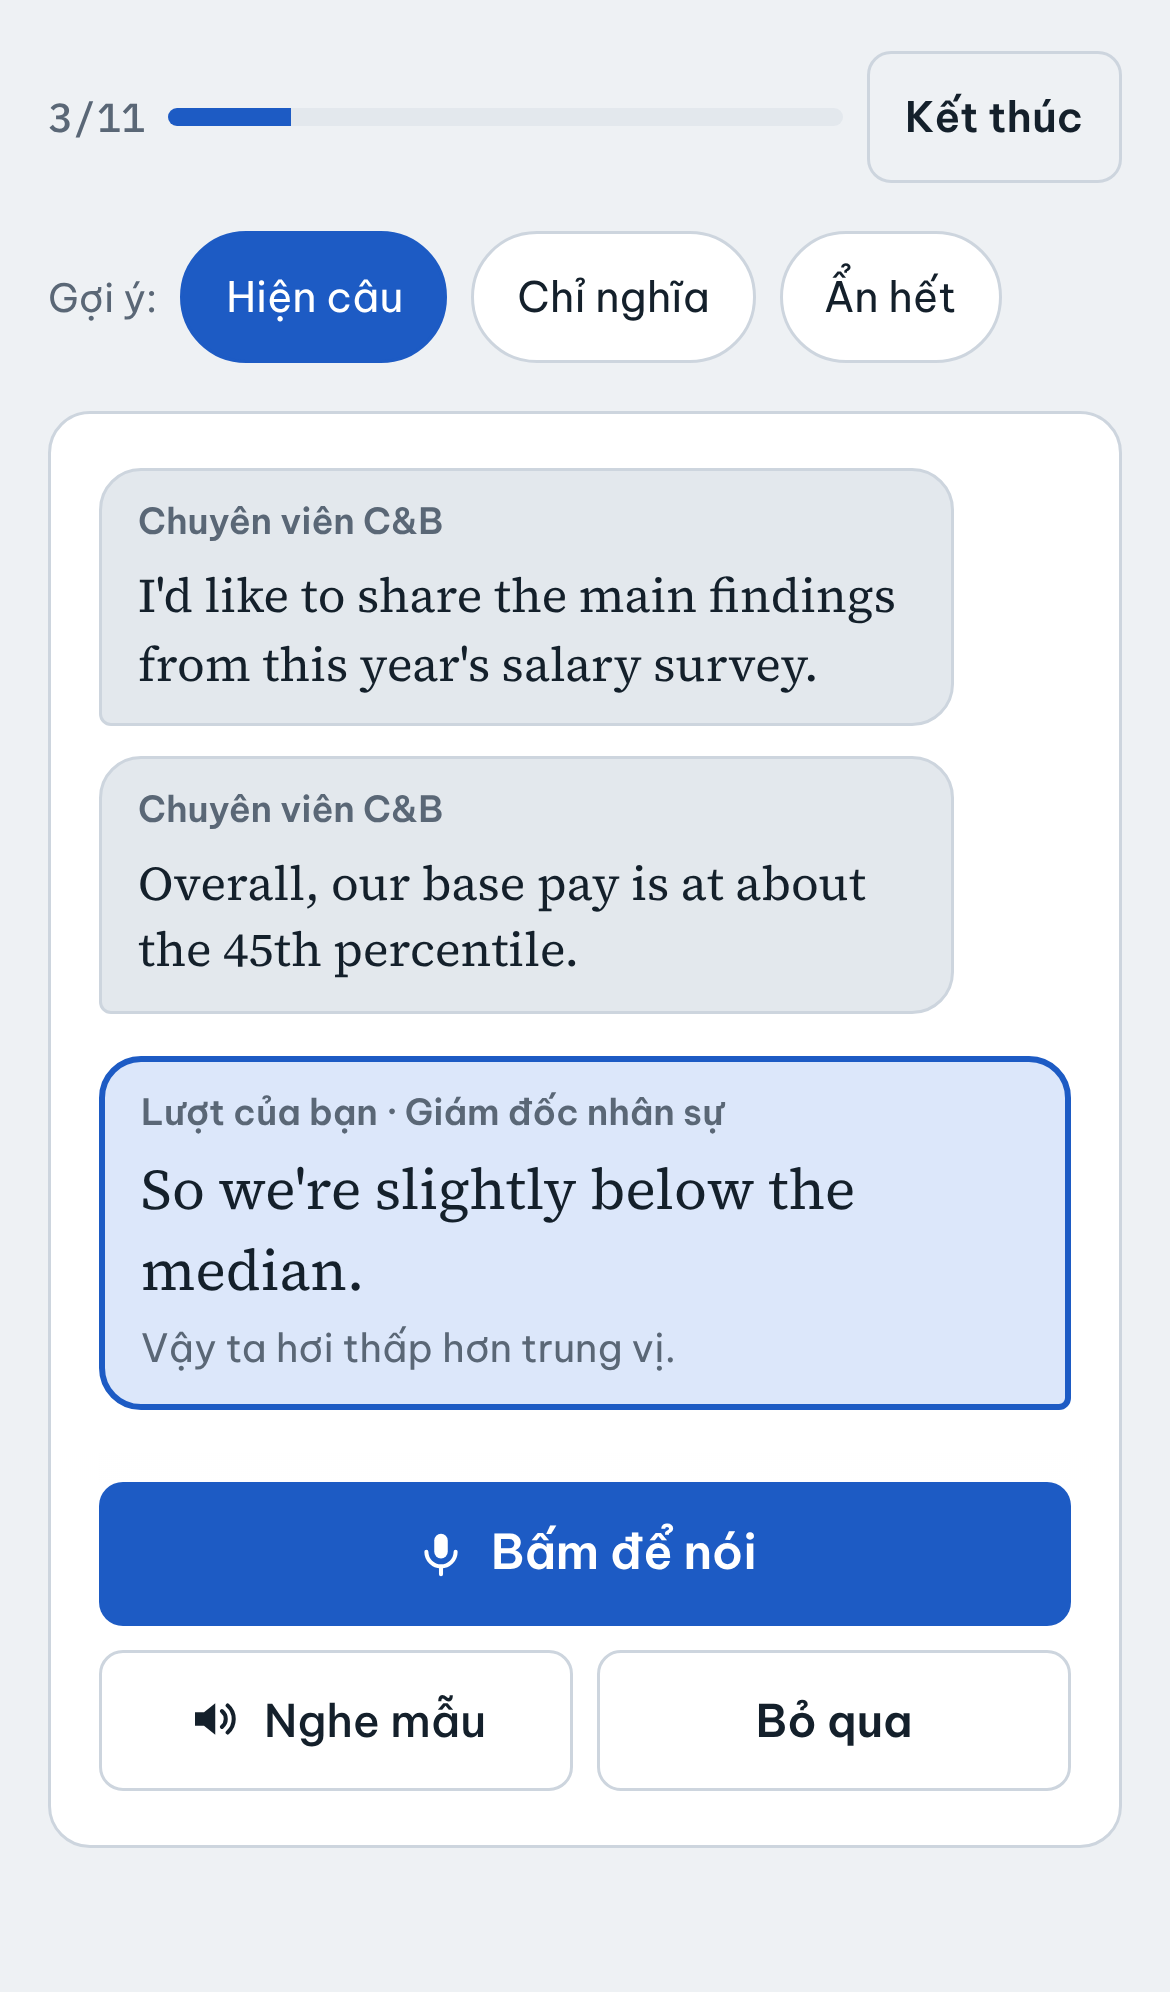 3/11
Kết thúc
Gợi ý:
Hiện câu
Chỉ nghĩa
Ẩn hết
Chuyên viên C&B
I'd like to share the main findings
from this year's salary survey.
Chuyên viên C&B
Overall, our base pay is at about
the 45th percentile.
Lượt của bạn · Giám đốc nhân sự
So we're slightly below the
median.
Vậy ta hơi thấp hơn trung vị.
Bấm để nói
Nghe mẫu
Bỏ qua